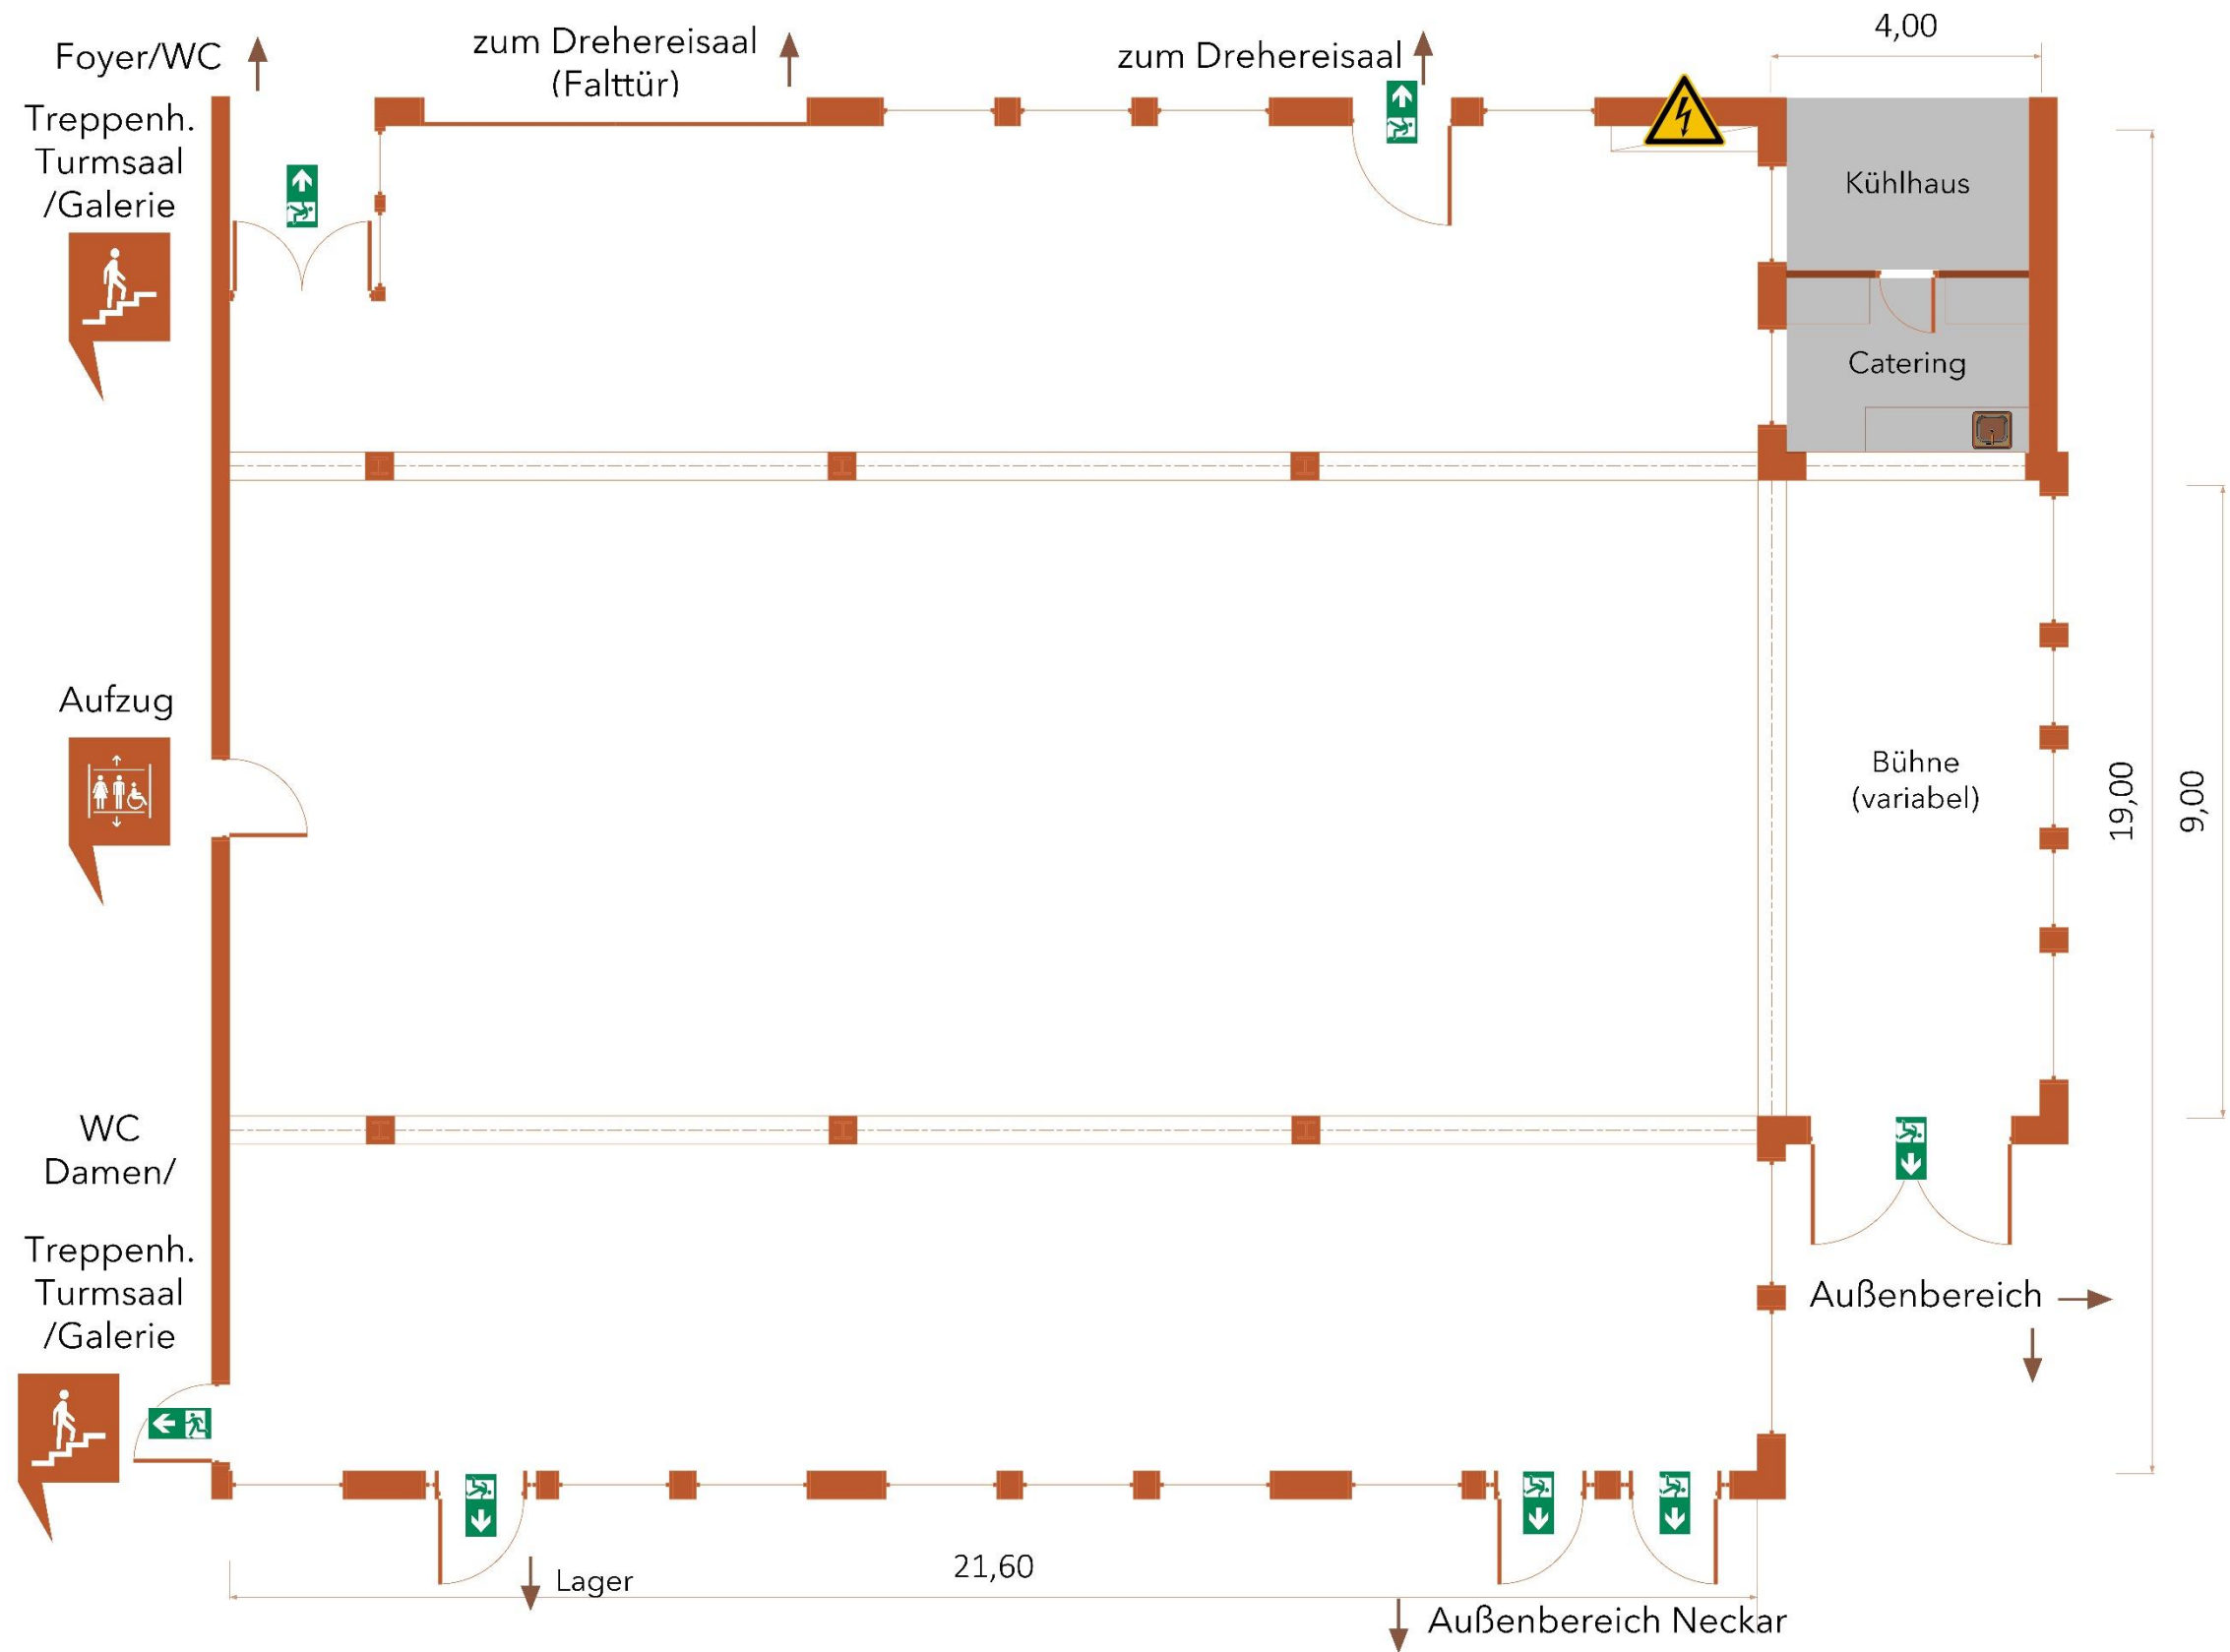 Foyer/WC
zum Drehereisaal
(Falttür)
zum Drehereisaal
4,00
Treppenh.
Turmsaal
/Galerie
Kühlhaus
Catering
Aufzug
Bühne
(variabel)
19,00
9,00
WC
Damen/
Treppenh.
Turmsaal
/Galerie
Außenbereich
21,60
Lager
Außenbereich Neckar